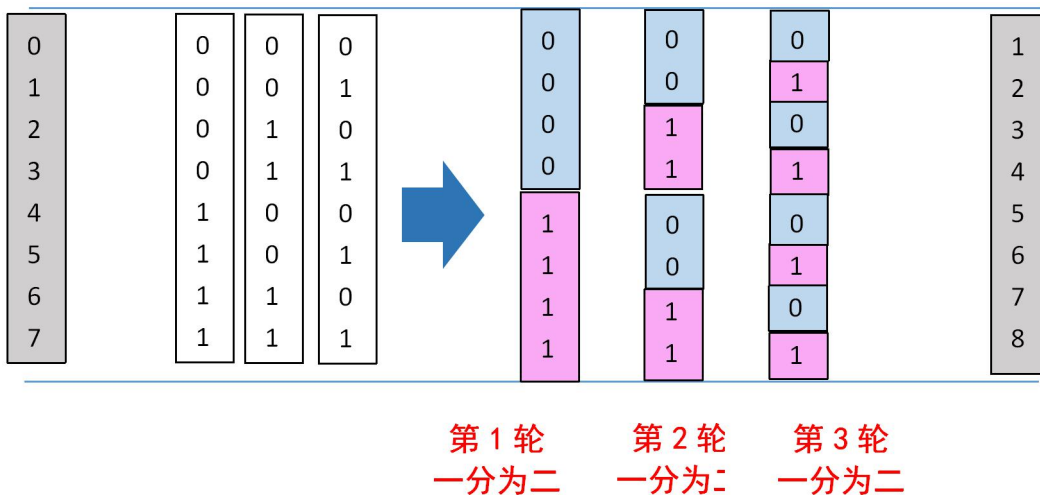 0 0 0 0 0 0 0 1
1 0 0 1 0 0 1 2
2 0 1 0 0 1 0 3
3 0 1 1 0 1 1 4
4 1 0 0 1 0 0 5
5 1 0 1 1 0 1 6
6 1 1 0 1 1 0 7
7 1 1 1 1 1 1 8
第1轮 第2轮 第3轮
一分为二 一分为二 一分为二